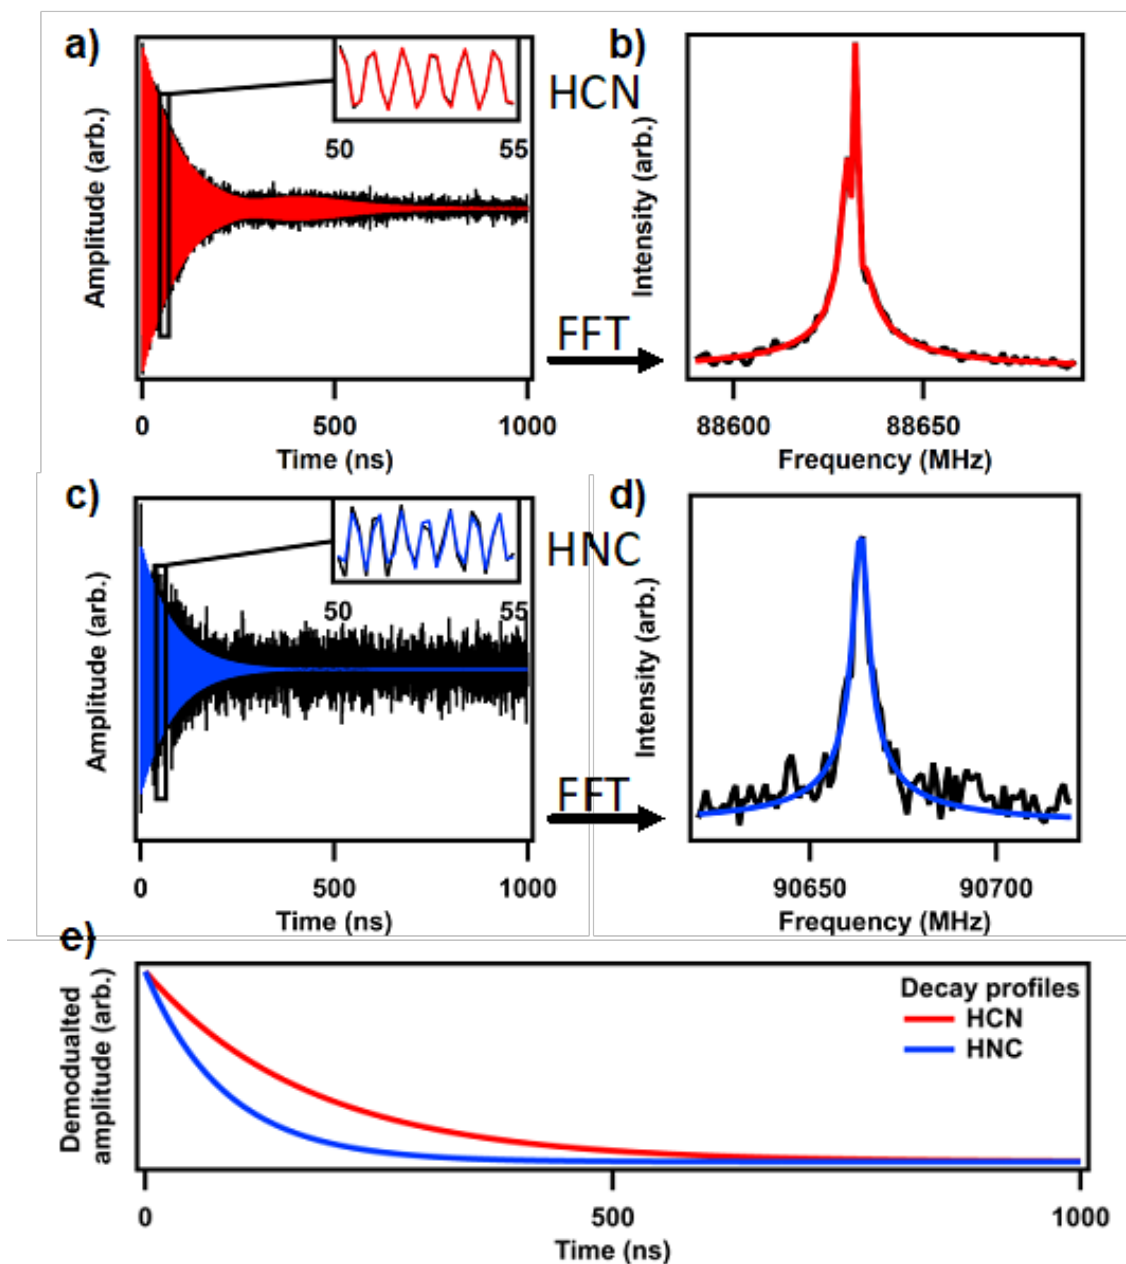 a)
Amplitude (arb.)
50
55
0
500
1000
Time (ns)
HCN
FFT
b)
Intensity (arb.)
88600
88650
Frequency (MHz)
c)
Amplitude (arb.)
50
55
0
500
1000
Time (ns)
HNC
FFT
d)
Intensity (arb.)
90650
90700
Frequency (MHz)
e)
Demodualted
amplitude (arb.)
Decay profiles
HCN
HNC
0
500
1000
Time (ns)